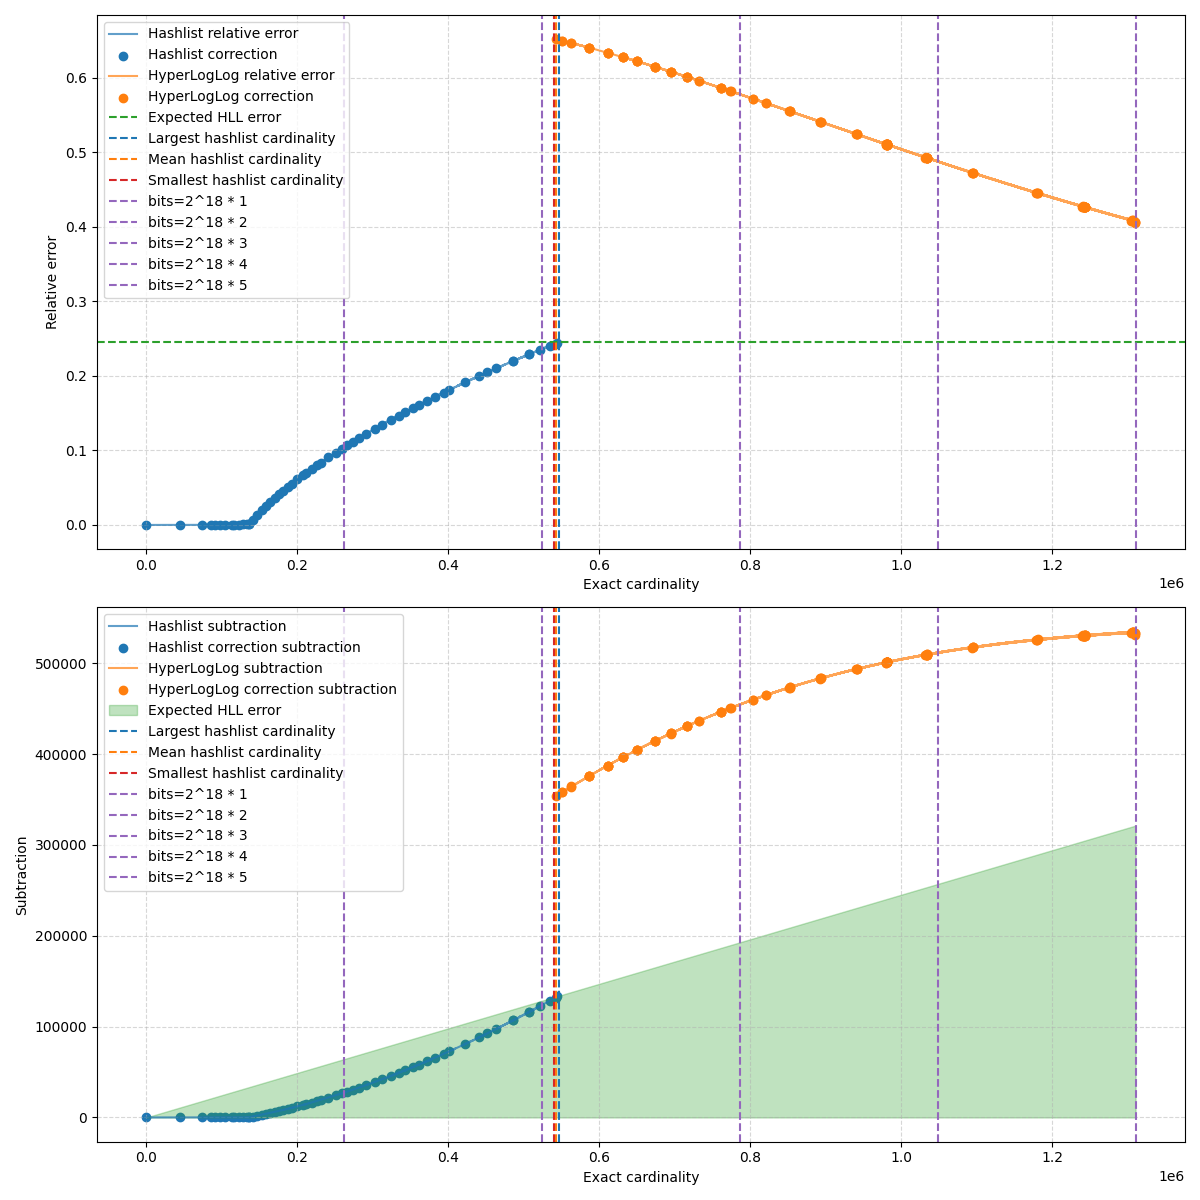 Hashlist relative error
Hashlist correction
HyperLogLog relative error
HyperLogLog correction
Expected HLL error
Largest hashlist cardinality
Mean hashlist cardinality
Smallest hashlist cardinality
bits=2^18 * 1
bits=2^18 * 2
bits=2^18 * 3
bits=2^18 * 4
bits=2^18 * 5
Relative error
0.6
0.5
0.4
0.3
0.2
0.1
0.0
0.0 0.2 0.4 0.6 0.8 1.0 1.2
Exact cardinality
1e6
Hashlist subtraction
Hashlist correction subtraction
HyperLogLog subtraction
HyperLogLog correction subtraction
Expected HLL error
Largest hashlist cardinality
Mean hashlist cardinality
Smallest hashlist cardinality
bits=2^18 * 1
bits=2^18 * 2
bits=2^18 * 3
bits=2^18 * 4
bits=2^18 * 5
Subtraction
500000
400000
300000
200000
100000
0
0.0 0.2 0.4 0.6 0.8 1.0 1.2
Exact cardinality
1e6